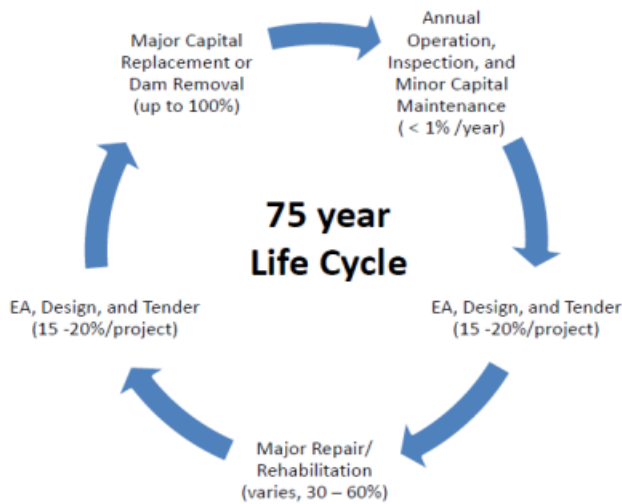 Major Capital
Replacement or
Dam Removal
(up to 100%)
Annual
Operation,
Inspection, and
Minor Capital
Maintenance
( < 1% /year)
75 year
Life Cycle
EA, Design, and Tender
(15 -20%/project)
EA, Design, and Tender
(15 -20%/project)
Major Repair/
Rehabilitation
(varies, 30 – 60%)